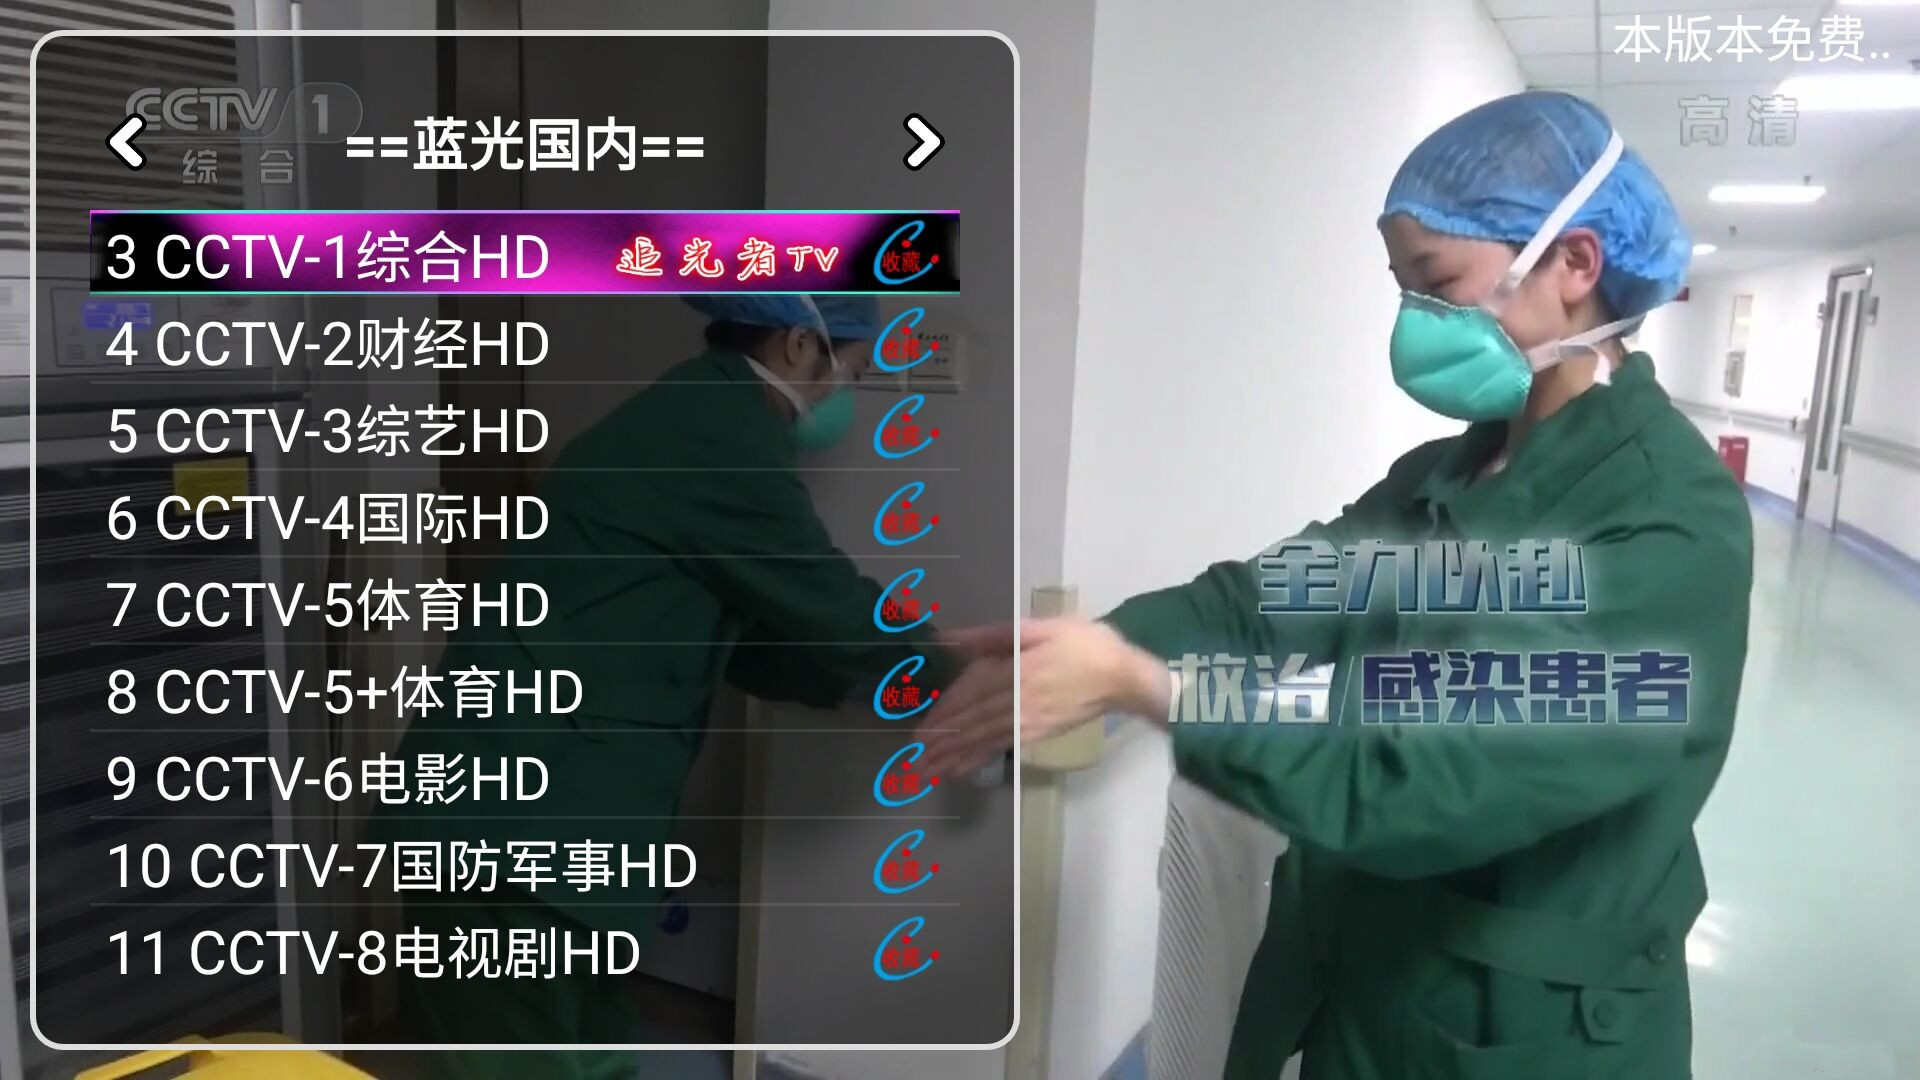 本版本免费..
CCTV 1
综合
高清
==蓝光国内==
3 CCTV-1综合HD 追光者TV 收藏
4 CCTV-2财经HD 收藏
5 CCTV-3综艺HD 收藏
6 CCTV-4国际HD 收藏
7 CCTV-5体育HD 收藏
8 CCTV-5+体育HD 收藏
9 CCTV-6电影HD 收藏
10 CCTV-7国防军事HD 收藏
11 CCTV-8电视剧HD 收藏
全力以赴
救治/感染患者